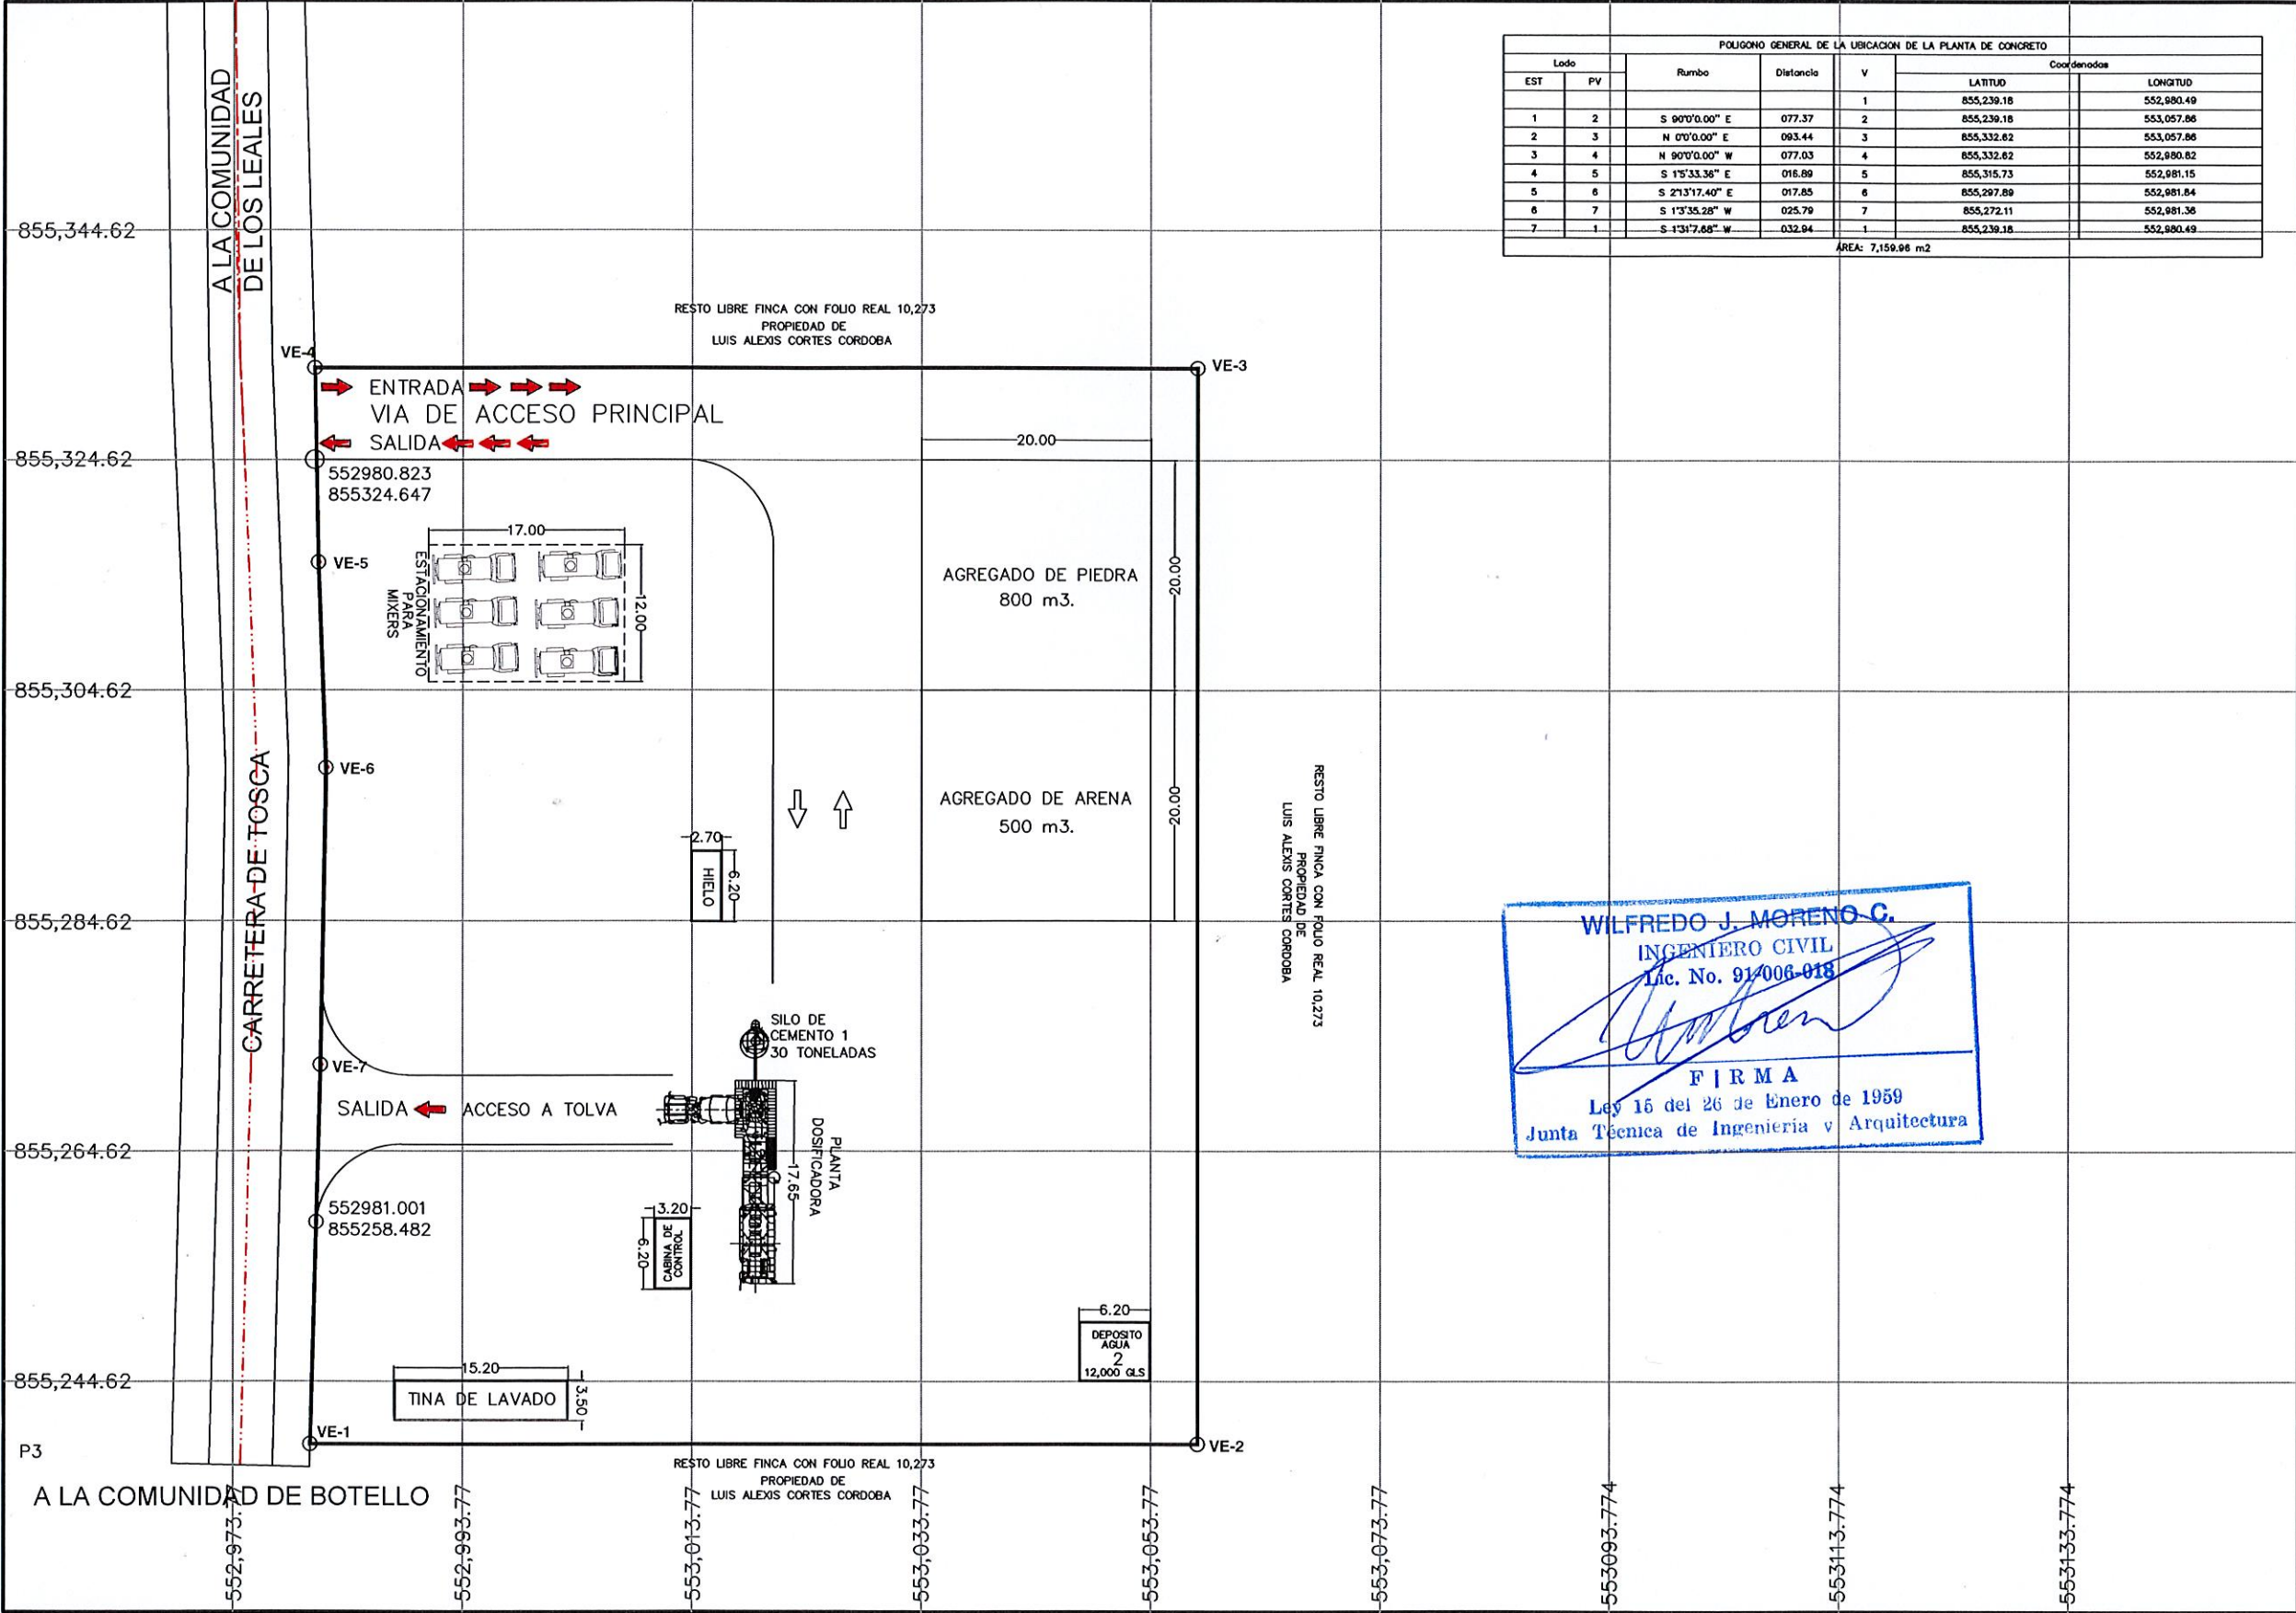 POLIGONO GENERAL DE LA UBICACION DE LA PLANTA DE CONCRETO
Lado Rumbo Distancia V Coordenadas
EST PV LATITUD LONGITUD
1 855,239.18 552,980.49
1 2 S 90°0'0.00" E 077.37 2 855,239.18 553,057.86
2 3 N 0°0'0.00" E 093.44 3 855,332.62 553,057.86
3 4 N 90°0'0.00" W 077.03 4 855,332.62 552,980.82
4 5 S 1°5'33.36" E 016.89 5 855,315.73 552,981.15
5 6 S 2°13'17.40" E 017.85 6 855,297.89 552,981.84
6 7 S 1°3'35.28" W 025.79 7 855,272.11 552,981.36
7 1 S 1°31'7.68" W 032.94 1 855,239.18 552,980.49
ÁREA: 7,159.96 m2
A LA COMUNIDAD
DE LOS LEALES
855,344.62
855,324.62
855,304.62
855,284.62
855,264.62
855,244.62
RESTO LIBRE FINCA CON FOLIO REAL 10,273
PROPIEDAD DE
LUIS ALEXIS CORTES CORDOBA
VE-4
VE-3
ENTRADA
VIA DE ACCESO PRINCIPAL
SALIDA
20.00
552980.823
855324.647
17.00
12.00
ESTACIONAMIENTO
PARA
MIXERS
VE-5
AGREGADO DE PIEDRA
800 m3.
20.00
VE-6
CARRETERA DE TOSCA
AGREGADO DE ARENA
500 m3.
20.00
2.70
HIELO
6.20
RESTO LIBRE FINCA CON FOLIO REAL 10,273
PROPIEDAD DE
LUIS ALEXIS CORTES CORDOBA
SILO DE
CEMENTO 1
30 TONELADAS
VE-7
SALIDA ACCESO A TOLVA
PLANTA
DOSIFICADORA
17.65
552981.001
855258.482
3.20
6.20
CABINA DE
CONTROL
6.20
DEPOSITO
AGUA
2
12,000 GLS
15.20
TINA DE LAVADO
3.50
VE-1
VE-2
P3
RESTO LIBRE FINCA CON FOLIO REAL 10,273
PROPIEDAD DE
LUIS ALEXIS CORTES CORDOBA
A LA COMUNIDAD DE BOTELLO
552,973.77
552,993.77
553,013.77
553,033.77
553,053.77
553,073.77
553093.774
553113.774
553133.774
WILFREDO J. MORENO C.
INGENIERO CIVIL
Lic. No. 91-006-018
FIRMA
Ley 15 del 26 de Enero de 1959
Junta Técnica de Ingeniería y Arquitectura